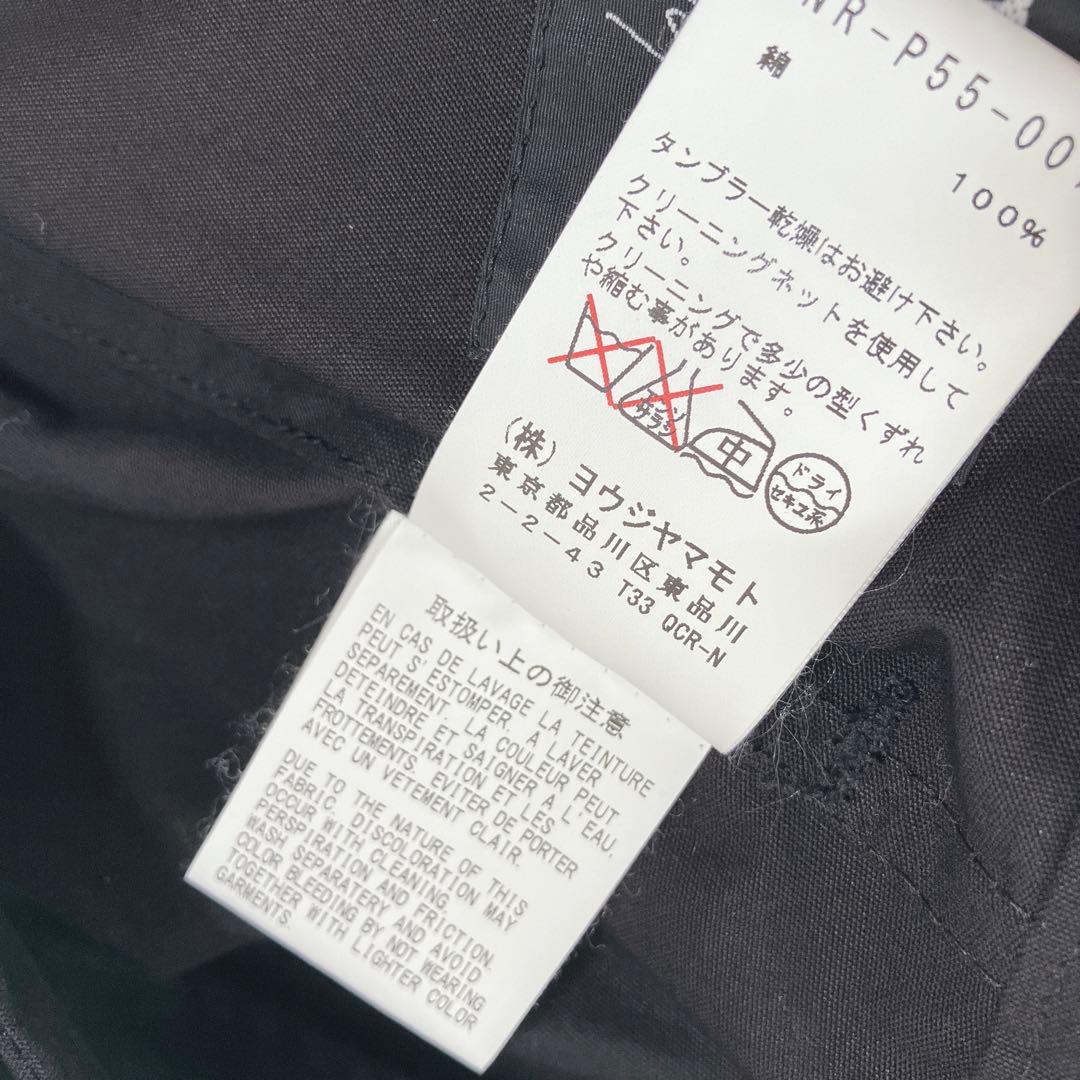 NR-P55-00
綿
100%
タンブラー乾燥はお避け下さい。
クリーニングネットを使用して
下さい。
クリーニングで多少の型くずれ
や縮む事があります。
エンソ
サラシ
中
ドライ
セキユ系
(株)ヨウジヤマモト
東京都品川区東品川
2-2-43 T33 QCR-N
取扱い上の御注意
EN CAS DE LAVAGE LA TEINTURE
PEUT S'ESTOMPER. A LAVER
SEPAREMENT. LA COULEUR PEUT
DETEINDRE ET SAIGNER A L'EAU,
LA TRANSPIRATION ET LES
FROTTEMENTS. EVITER DE PORTER
AVEC UN VETEMENT CLAIR.
DUE TO THE NATURE OF THIS
FABRIC. DISCOLORATION MAY
OCCUR WITH CLEANING
PERSPIRATION AND FRICTION.
WASH SEPARATERY AND AVOID
COLOR BLEEDING BY NOT WEARING
TOGETHER WITH LIGHTER COLOR
GARMENTS.